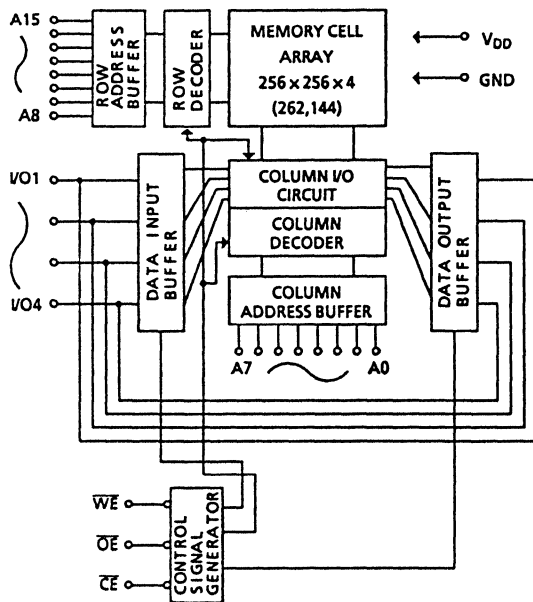 A15
A8
ROW ADDRESS BUFFER
ROW DECODER
MEMORY CELL
ARRAY
256 x 256 x 4
(262,144)
VDD
GND
I/O1
I/O4
DATA INPUT BUFFER
COLUMN I/O
CIRCUIT
COLUMN
DECODER
COLUMN
ADDRESS BUFFER
DATA OUTPUT BUFFER
A7
A0
WE
OE
CE
CONTROL SIGNAL GENERATOR